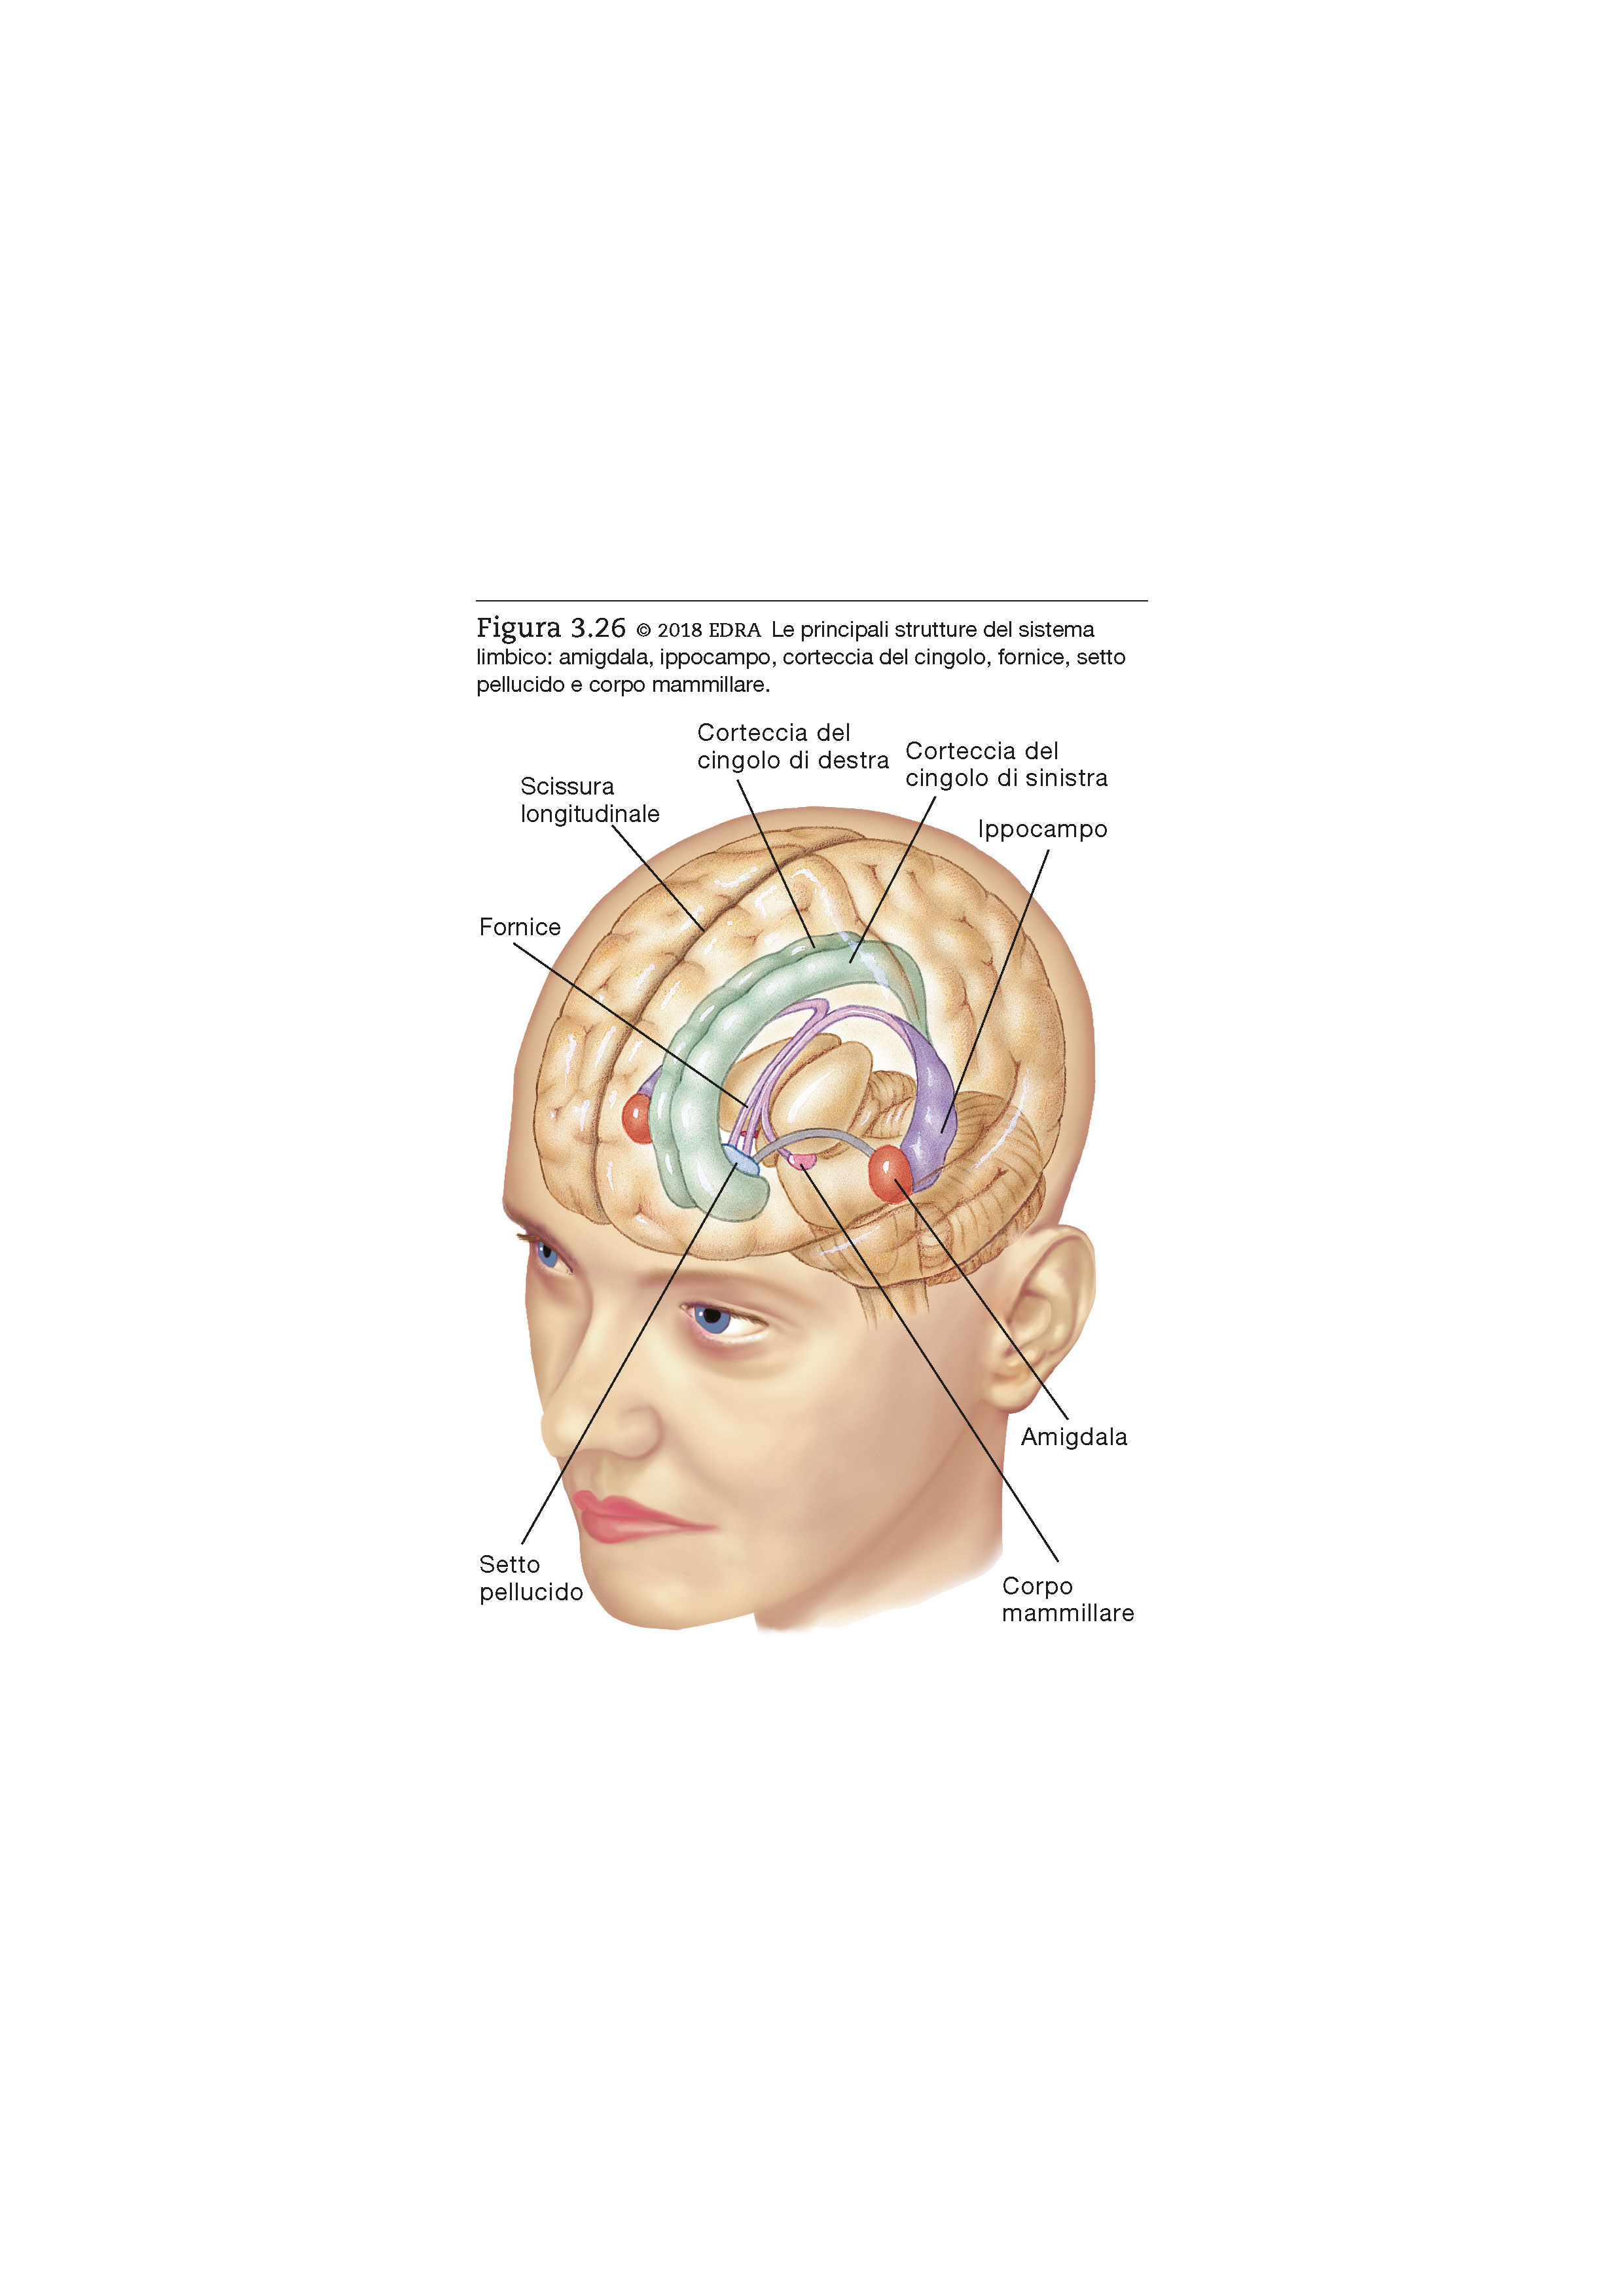 Figura 3.26 © 2018 EDRA Le principali strutture del sistema
limbico: amigdala, ippocampo, corteccia del cingolo, fornice, setto
pellucido e corpo mammillare.
Corteccia del
cingolo di destra
Corteccia del
cingolo di sinistra
Scissura
longitudinale
Ippocampo
Fornice
Amigdala
Setto
pellucido
Corpo
mammillare